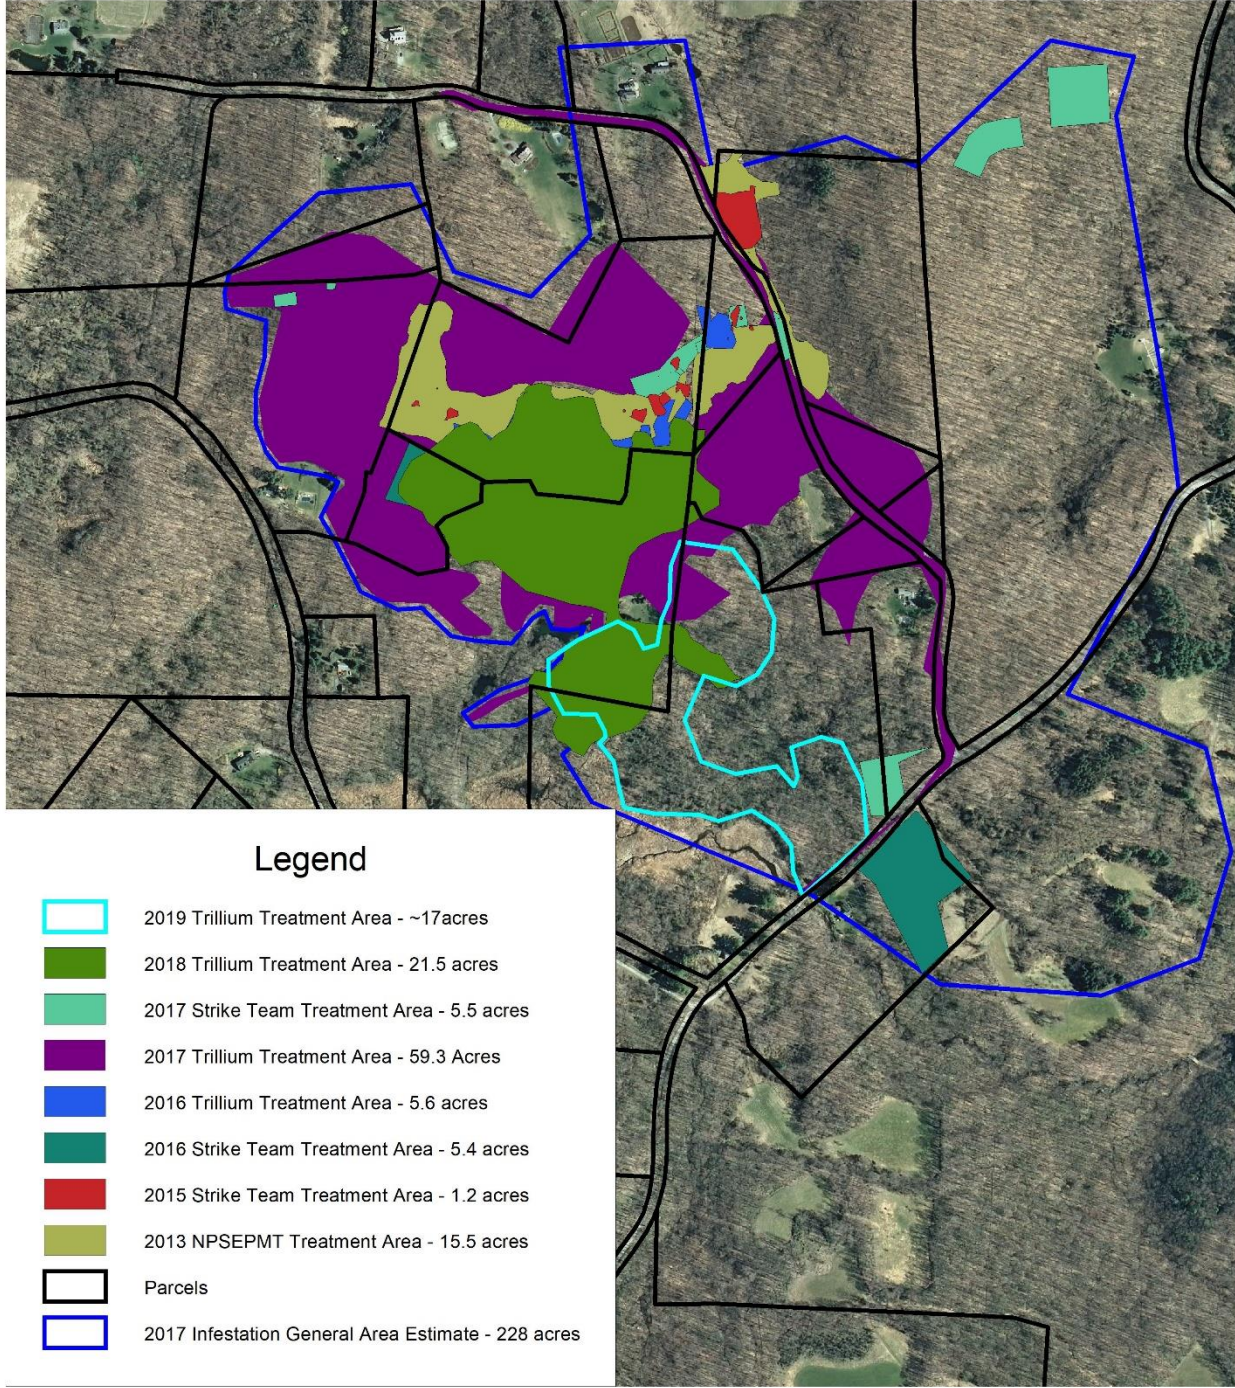 Legend
2019 Trillium Treatment Area - ~17acres
2018 Trillium Treatment Area - 21.5 acres
2017 Strike Team Treatment Area - 5.5 acres
2017 Trillium Treatment Area - 59.3 Acres
2016 Trillium Treatment Area - 5.6 acres
2016 Strike Team Treatment Area - 5.4 acres
2015 Strike Team Treatment Area - 1.2 acres
2013 NPSEPMT Treatment Area - 15.5 acres
Parcels
2017 Infestation General Area Estimate - 228 acres